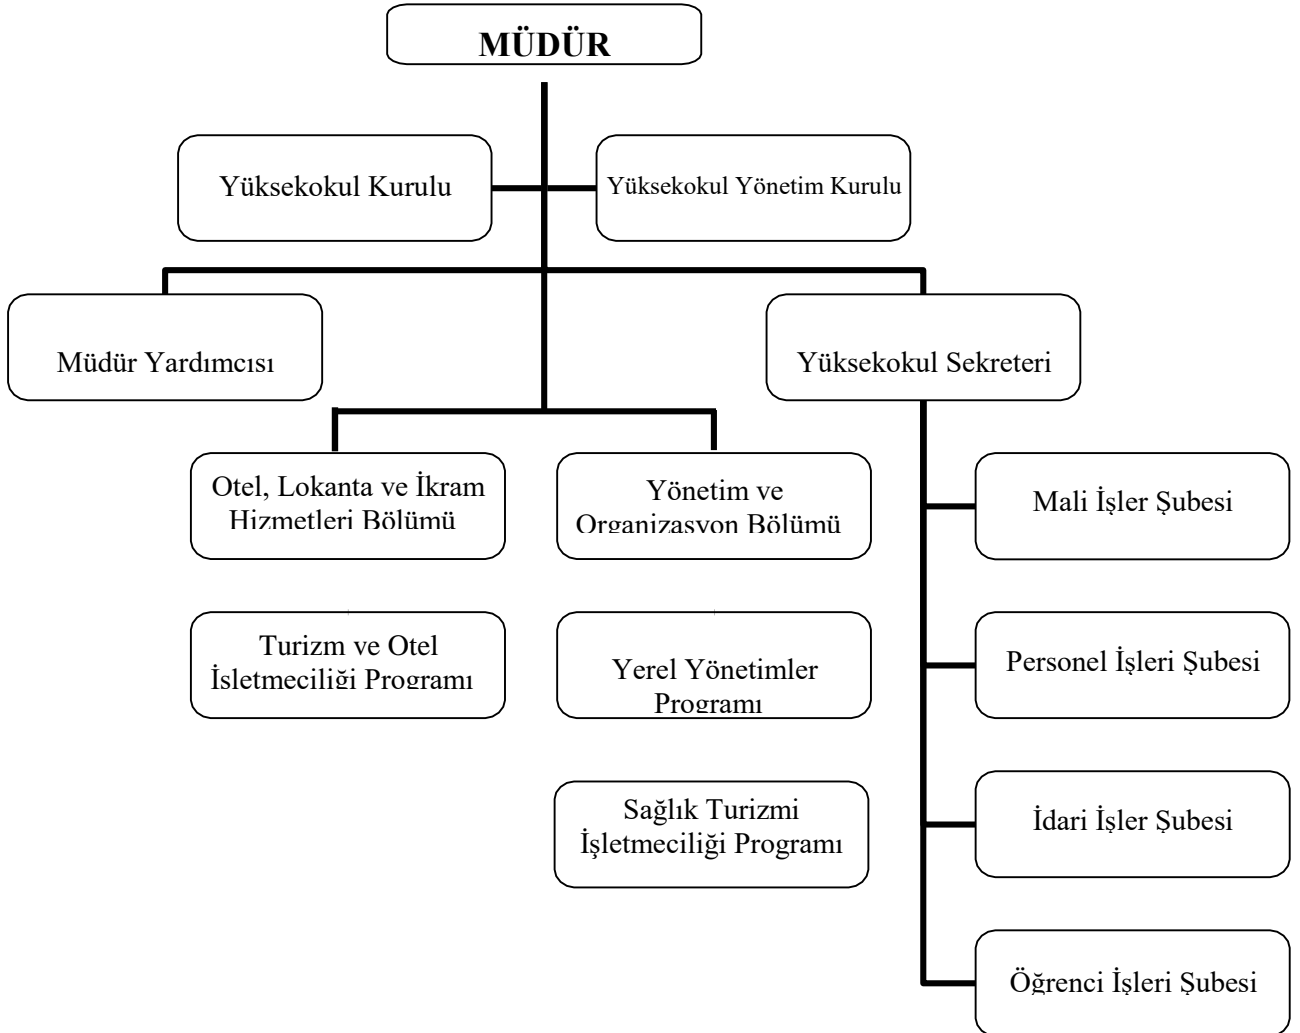 MÜDÜR
Yüksekokul Kurulu
Yüksekokul Yönetim Kurulu
Müdür Yardımcısı
Yüksekokul Sekreteri
Otel, Lokanta ve İkram
Hizmetleri Bölümü
Yönetim ve
Organizasyon Bölümü
Mali İşler Şubesi
Turizm ve Otel
İşletmeciliği Programı
Yerel Yönetimler
Programı
Personel İşleri Şubesi
Sağlık Turizmi
İşletmeciliği Programı
İdari İşler Şubesi
Öğrenci İşleri Şubesi